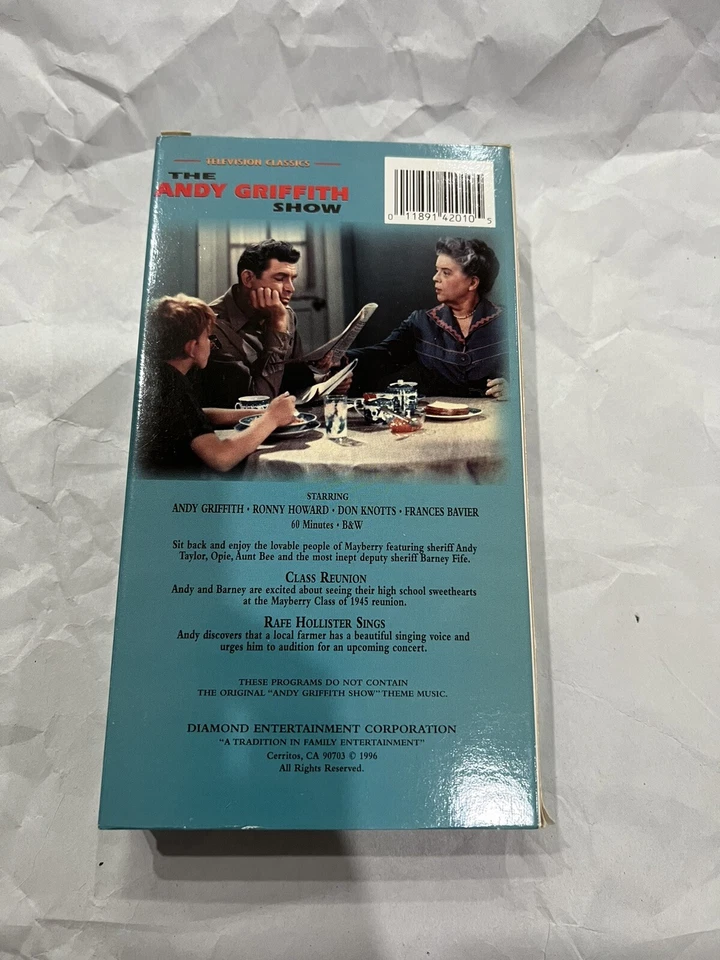 TELEVISION CLASSICS
THE
ANDY GRIFFITH
SHOW
0 11891 42010 5
STARRING
ANDY GRIFFITH • RONNY HOWARD • DON KNOTTS • FRANCES BAVIER
60 Minutes • B&W
Sit back and enjoy the lovable people of Mayberry featuring sheriff Andy
Taylor, Opie, Aunt Bee and the most inept deputy sheriff Barney Fife.
CLASS REUNION
Andy and Barney are excited about seeing their high school sweethearts
at the Mayberry Class of 1945 reunion.
RAFE HOLLISTER SINGS
Andy discovers that a local farmer has a beautiful singing voice and
urges him to audition for an upcoming concert.
THESE PROGRAMS DO NOT CONTAIN
THE ORIGINAL "ANDY GRIFFITH SHOW" THEME MUSIC.
DIAMOND ENTERTAINMENT CORPORATION
"A TRADITION IN FAMILY ENTERTAINMENT"
Cerritos, CA 90703 © 1996
All Rights Reserved.